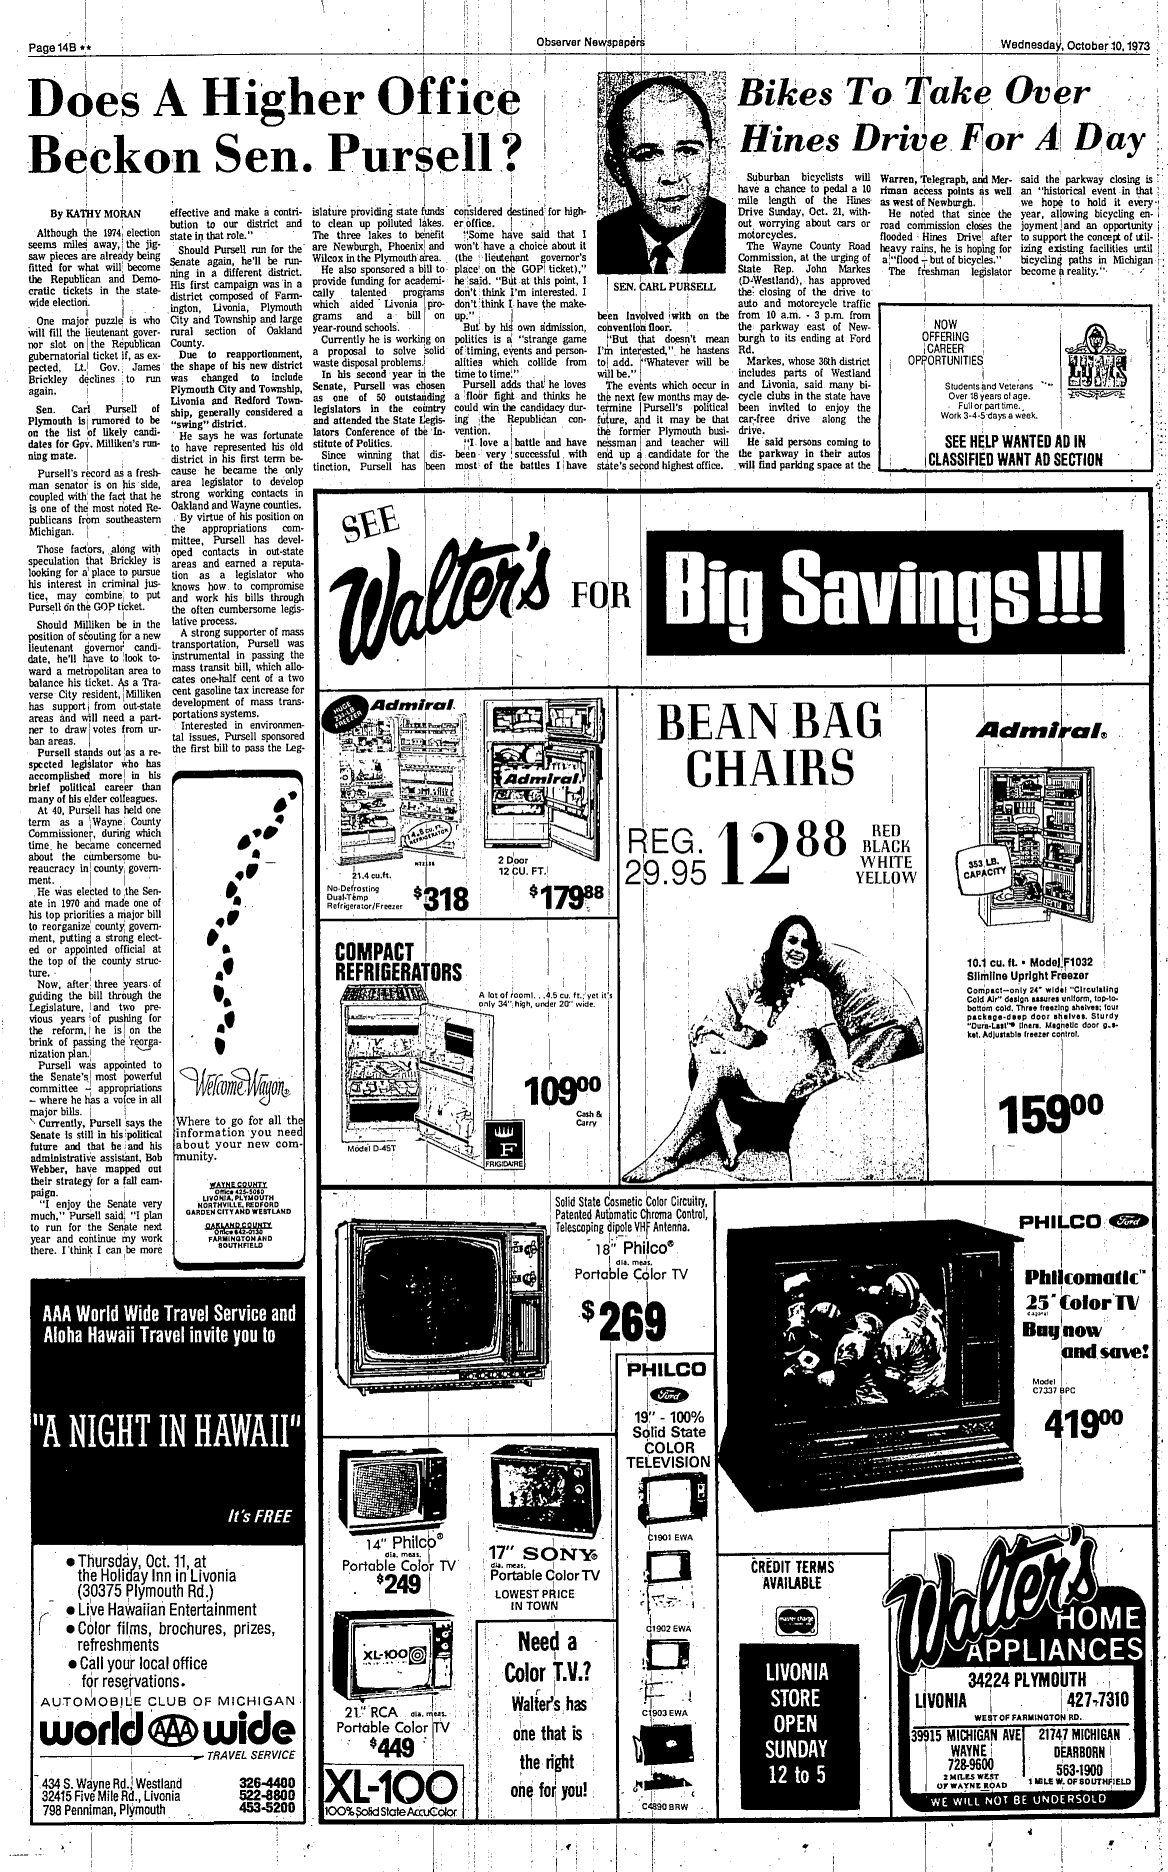 Page 14B **
Observer Newspapers
Wednesday, October 10, 1973
Does A Higher Office
Beckon Sen. Pursell?
By KATHY MORAN
Although the 1974 election
seems miles away, the jig-
saw pieces are already being
fitted for what will become
the Republican and Demo-
cratic tickets in the state-
wide election.
One major puzzle is who
will fill the lieutenant gover-
nor slot on the Republican
gubernatorial ticket if, as ex-
pected, Lt. Gov. James
Brickley declines to run
again.
Sen. Carl Pursell of
Plymouth is rumored to be
on the list of likely candi-
dates for Gov. Milliken's run-
ning mate.
Pursell's record as a fresh-
man senator is on his side,
coupled with the fact that he
is one of the most noted Re-
publicans from southeastern
Michigan.
Those factors, along with
speculation that Brickley is
looking for a place to pursue
his interest in criminal jus-
tice, may combine to put
Pursell on the GOP ticket.
Should Milliken be in the
position of scouting for a new
lieutenant governor candi-
date, he'll have to look to-
ward a metropolitan area to
balance his ticket. As a Tra-
verse City resident, Milliken
has support from out-state
areas and will need a part-
ner to draw votes from ur-
ban areas.
Pursell stands out as a re-
spected legislator who has
accomplished more in his
brief political career than
many of his elder colleagues.
At 40, Pursell has held one
term as a Wayne County
Commissioner, during which
time he became concerned
about the cumbersome bu-
reaucracy in county govern-
ment.
He was elected to the Sen-
ate in 1970 and made one of
his top priorities a major bill
to reorganize county govern-
ment, putting a strong elect-
ed or appointed official at
the top of the county struc-
ture.
Now, after three years of
guiding the bill through the
Legislature, and two pre-
vious years of pushing for
the reform, he is on the
brink of passing the reorga-
nization plan.
Pursell was appointed to
the Senate's most powerful
committee — appropriations
— where he has a voice in all
major bills.
Currently, Pursell says the
Senate is still in his political
future and that he and his
administrative assistant, Bob
Webber, have mapped out
their strategy for a fall cam-
paign.
"I enjoy the Senate very
much," Pursell said. "I plan
to run for the Senate next
year and continue my work
there. I think I can be more
effective and make a contri-
bution to our district and
state in that role."
Should Pursell run for the
Senate again, he'll be run-
ning in a different district.
His first campaign was in a
district composed of Farm-
ington, Livonia, Plymouth
City and Township and large
rural section of Oakland
County.
Due to reapportionment,
the shape of his new district
was changed to include
Plymouth City and Township,
Livonia and Redford Town-
ship, generally considered a
"swing" district.
He says he was fortunate
to have represented his old
district in his first term be-
cause he became the only
area legislator to develop
strong working contacts in
Oakland and Wayne counties.
By virtue of his position on
the appropriations com-
mittee, Pursell has devel-
oped contacts in out-state
areas and earned a reputa-
tion as a legislator who
knows how to compromise
and work his bills through
the often cumbersome legis-
lative process.
A strong supporter of mass
transportation, Pursell was
instrumental in passing the
mass transit bill, which allo-
cates one-half cent of a two
cent gasoline tax increase for
development of mass trans-
portations systems.
Interested in environmen-
tal issues, Pursell sponsored
the first bill to pass the Leg-
islature providing state funds
to clean up polluted lakes.
The three lakes to benefit
are Newburgh, Phoenix and
Wilcox in the Plymouth area.
He also sponsored a bill to
provide funding for academi-
cally talented programs
which aided Livonia pro-
grams and a bill on
year-round schools.
Currently he is working on
a proposal to solve solid
waste disposal problems.
In his second year in the
Senate, Pursell was chosen
as one of 50 outstanding
legislators in the country
and attended the State Legis-
lators Conference of the In-
stitute of Politics.
Since winning that dis-
tinction, Pursell has been
considered destined for high-
er office.
"Some have said that I
won't have a choice about it
(the lieutenant governor's
place on the GOP ticket),"
he said. "But at this point, I
don't think I'm interested. I
don't think I have the make-
up."
But by his own admission,
politics is a "strange game
of timing, events and person-
alities which collide from
time to time."
Pursell adds that he loves
a floor fight and thinks he
could win the candidacy dur-
ing the Republican con-
vention.
"I love a battle and have
been very successful with
most of the battles I have
SEN. CARL PURSELL
been involved with on the
convention floor.
"But that doesn't mean
I'm interested," he hastens
to add. "Whatever will be
will be."
The events which occur in
the next few months may de-
termine Pursell's political
future, and it may be that
the former Plymouth busi-
nessman and teacher will
end up a candidate for the
state's second highest office.
Bikes To Take Over
Hines Drive For A Day
Suburban bicyclists will
have a chance to pedal a 10
mile length of the Hines
Drive Sunday, Oct. 21, with-
out worrying about cars or
motorcycles.
The Wayne County Road
Commission, at the urging of
State Rep. John Markes
(D-Westland), has approved
the closing of the drive to
auto and motorcycle traffic
from 10 a.m. - 3 p.m. from
the parkway east of New-
burgh to its ending at Ford
Rd.
Markes, whose 36th district
includes parts of Westland
and Livonia, said many bi-
cycle clubs in the state have
been invited to enjoy the
car-free drive along the
drive.
He said persons coming to
the parkway in their autos
will find parking space at the
Warren, Telegraph, and Mer-
riman access points as well
as west of Newburgh.
He noted that since the
road commission closes the
flooded Hines Drive after
heavy rains, he is hoping for
a "flood — but of bicycles."
The freshman legislator
said the parkway closing is
an "historical event in that
we hope to hold it every
year, allowing bicycling en-
joyment and an opportunity
to support the concept of util-
izing existing facilities until
bicycling paths in Michigan
become a reality."
NOW
OFFERING
CAREER
OPPORTUNITIES
Students and Veterans
Over 18 years of age.
Full or part time.
Work 3-4-5 days a week.
SEE HELP WANTED AD IN
CLASSIFIED WANT AD SECTION
SEE
Walter's
FOR
Big Savings!!!
HUGE
FREEZER
Admiral
14.6 CU. FT.
REFRIGERATOR
21.4 cu.ft.
No-Defrosting
Dual-Temp
Refrigerator/Freezer
$318
Admiral
2 Door
12 CU. FT.
$179 88
COMPACT
REFRIGERATORS
A lot of room!...4.5 cu. ft.; yet it's
only 34" high, under 20" wide.
109 00
Cash &
Carry
Model D-45T
FRIGIDAIRE
BEAN BAG
CHAIRS
REG.
29.95
12 88
RED
BLACK
WHITE
YELLOW
Admiral®
353 LB.
CAPACITY
10.1 cu. ft. • Model F1032
Slimline Upright Freezer
Compact—only 24" wide! "Circulating
Cold Air" design assures uniform, top-to-
bottom cold. Three freezing shelves; four
package-deep door shelves. Sturdy
"Dura-Last"® liners. Magnetic door gas-
ket. Adjustable freezer control.
159 00
Welcome Wagon®
Where to go for all the
information you need
about your new com-
munity.
WAYNE COUNTY
Office 425-5060
LIVONIA, PLYMOUTH
NORTHVILLE, REDFORD
GARDEN CITY AND WESTLAND
OAKLAND COUNTY
Office 642-0130
FARMINGTON AND
SOUTHFIELD
AAA World Wide Travel Service and
Aloha Hawaii Travel invite you to
"A NIGHT IN HAWAII"
It's FREE
• Thursday, Oct. 11, at
the Holiday Inn in Livonia
(30375 Plymouth Rd.)
• Live Hawaiian Entertainment
• Color films, brochures, prizes,
refreshments
• Call your local office
for reservations.
AUTOMOBILE CLUB OF MICHIGAN
world AAA wide
TRAVEL SERVICE
434 S. Wayne Rd., Westland 326-4400
32415 Five Mile Rd., Livonia 522-8800
798 Penniman, Plymouth 453-5200
Solid State Cosmetic Color Circuitry,
Patented Automatic Chroma Control,
Telescoping dipole VHF Antenna.
18" Philco®
dia. meas.
Portable Color TV
$269
PHILCO Ford
Philcomatic™
25" Color TV
Buy now
and save!
Model
C7337 BPC
419 00
PHILCO
Ford
19" - 100%
Solid State
COLOR
TELEVISION
C1901 EWA
C1902 EWA
C1903 EWA
C4890 BRW
14" Philco®
dia. meas.
Portable Color TV
$249
17" SONY®
dia. meas.
Portable Color TV
LOWEST PRICE
IN TOWN
XL-100
21" RCA dia. meas.
Portable Color TV
$449
XL-100
100% Solid State AccuColor
Need a
Color T.V.?
Walter's has
one that is
the right
one for you!
CREDIT TERMS
AVAILABLE
master charge
LIVONIA
STORE
OPEN
SUNDAY
12 to 5
Walter's
HOME
APPLIANCES
34224 PLYMOUTH
LIVONIA 427-7310
WEST OF FARMINGTON RD.
39915 MICHIGAN AVE
WAYNE
728-9600
2 MILES WEST
OF WAYNE ROAD
21747 MICHIGAN
DEARBORN
563-1900
1 MILE W. OF SOUTHFIELD
WE WILL NOT BE UNDERSOLD